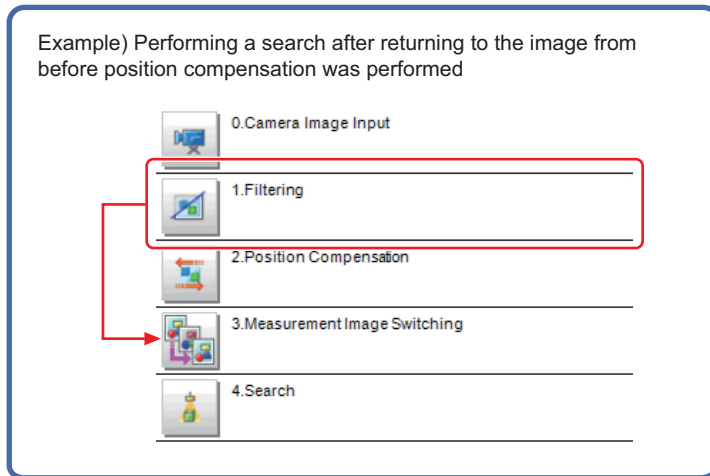 Example) Performing a search after returning to the image from
before position compensation was performed
0.Camera Image Input
1.Filtering
2.Position Compensation
3.Measurement Image Switching
4.Search